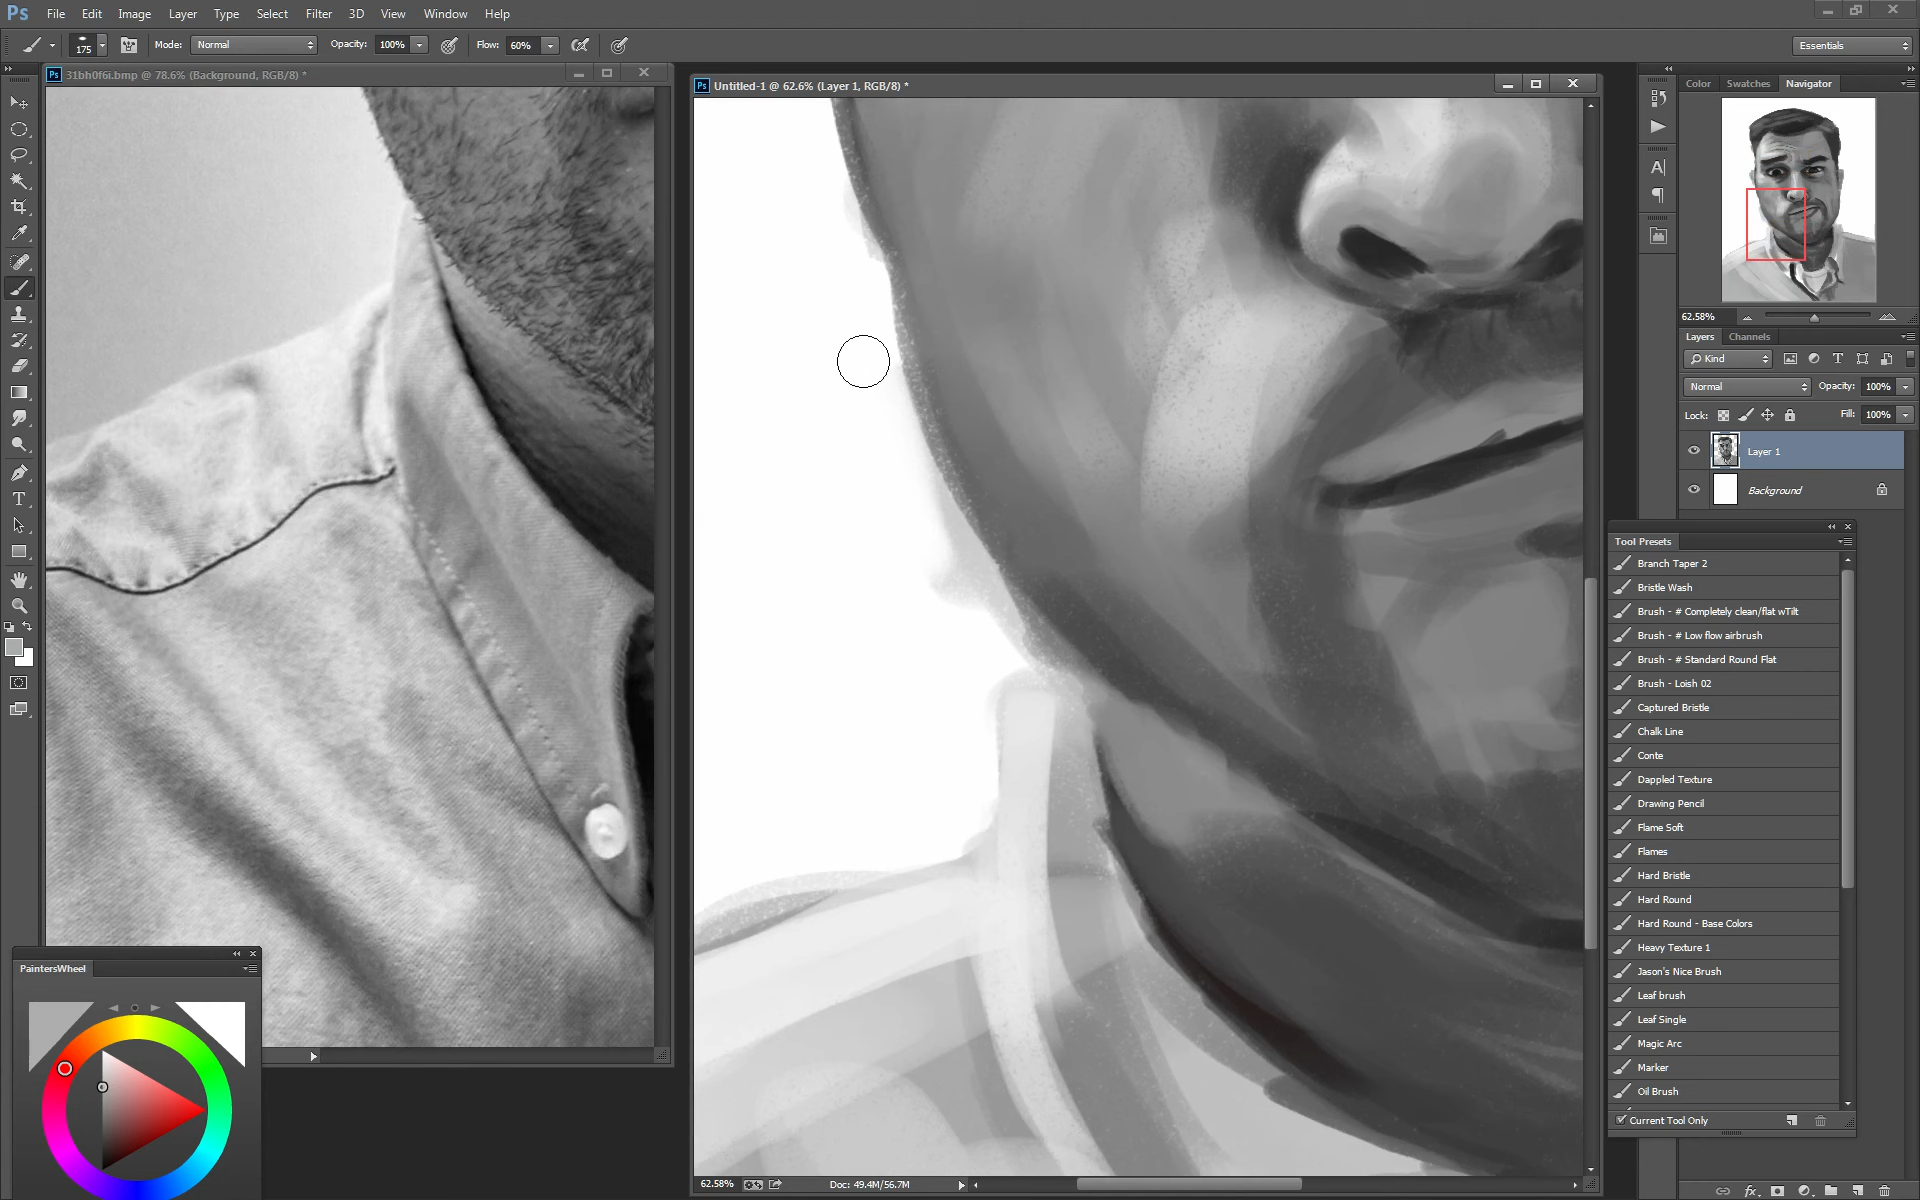 Ps File Edit Image Layer Type Select Filter 3D View Window Help
175 Mode: Normal Opacity: 100% Flow: 60% Essentials
Ps 31bh0f6i.bmp @ 78.6% (Background, RGB/8) *
Ps Untitled-1 @ 62.6% (Layer 1, RGB/8) *
Color Swatches Navigator
62.58%
Layers Channels
Kind
Normal Opacity: 100%
Lock: Fill: 100%
Layer 1
Background
Tool Presets
Branch Taper 2
Bristle Wash
Brush - # Completely clean/flat wTilt
Brush - # Low flow airbrush
Brush - # Standard Round Flat
Brush - Loish 02
Captured Bristle
Chalk Line
Conte
Dappled Texture
Drawing Pencil
Flame Soft
Flames
Hard Bristle
Hard Round
Hard Round - Base Colors
Heavy Texture 1
Jason's Nice Brush
Leaf brush
Leaf Single
Magic Arc
Marker
Oil Brush
Current Tool Only
PaintersWheel
62.58% Doc: 49.4M/56.7M